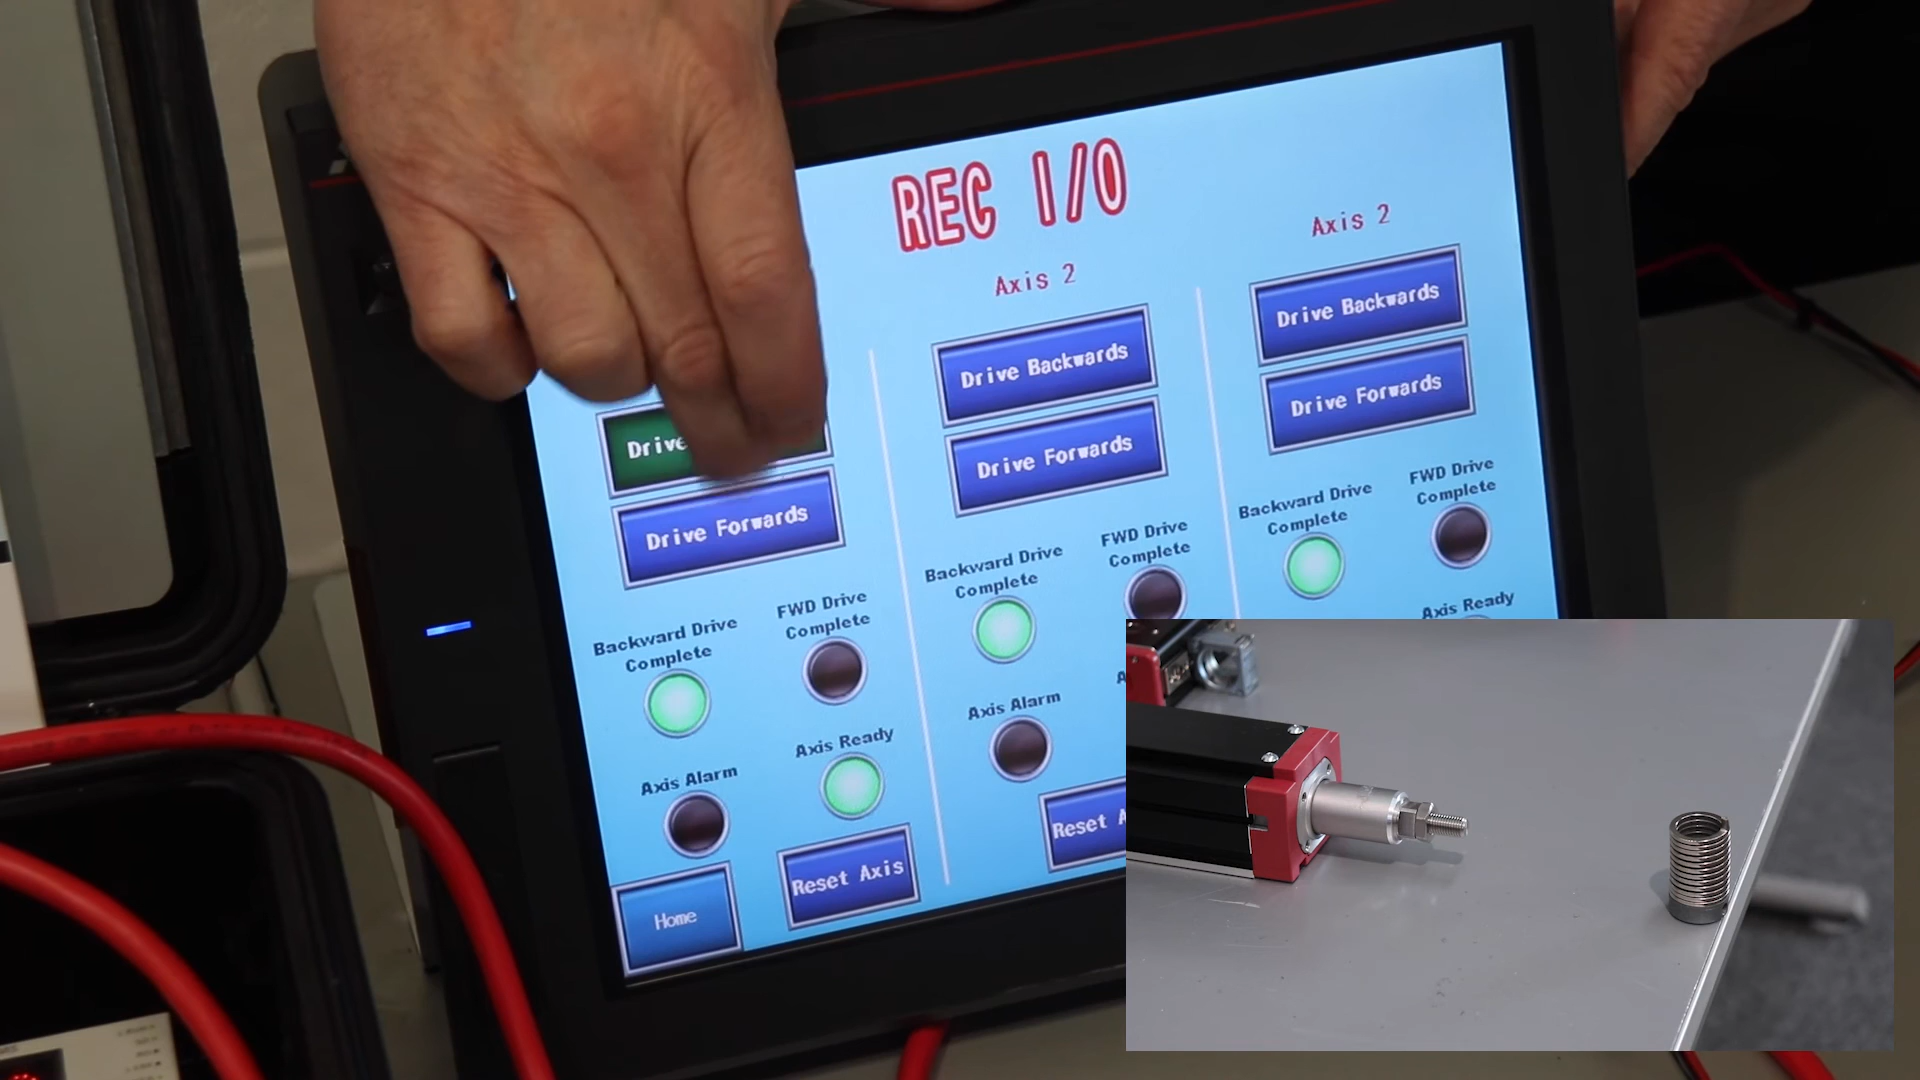 REC I/O
Axis 2
Axis 2
Drive
Drive Forwards
Backward Drive
Complete
FWD Drive
Complete
Axis Alarm
Axis Ready
Reset Axis
Home
Drive Backwards
Drive Forwards
Backward Drive
Complete
FWD Drive
Complete
Axis Alarm
Reset
Drive Backwards
Drive Forwards
Backward Drive
Complete
FWD Drive
Complete
Axis Ready